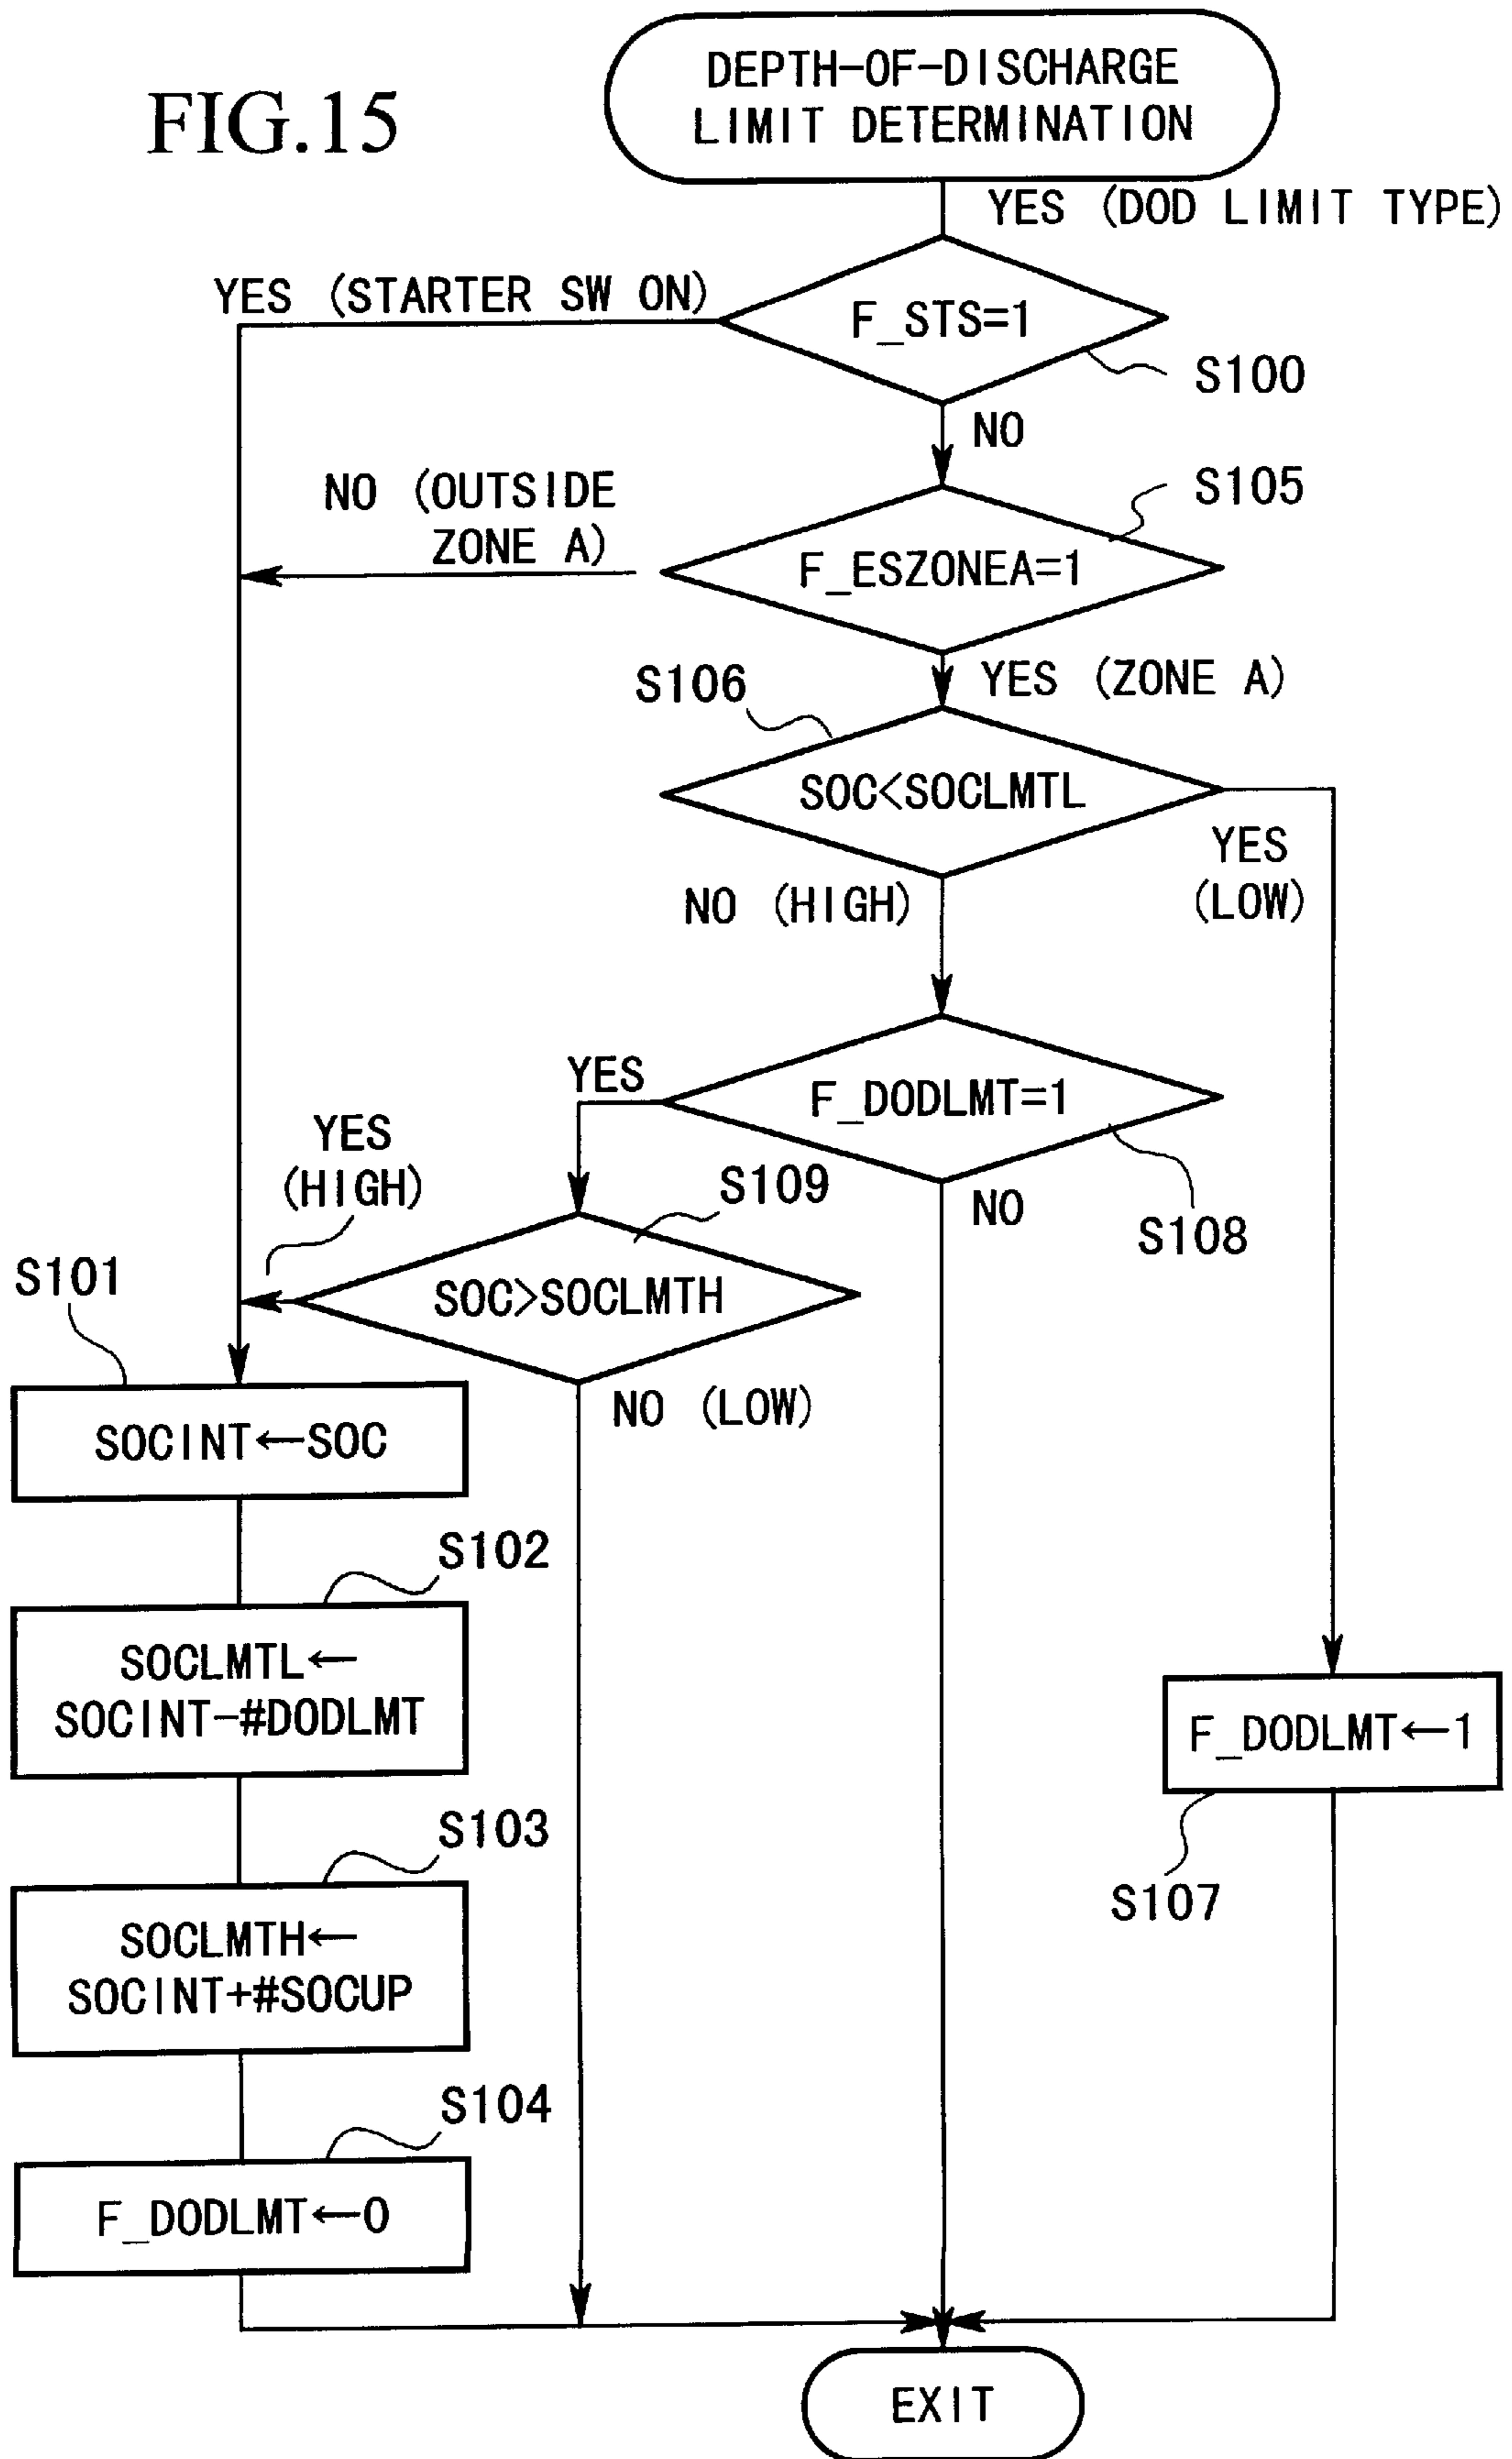 FIG.15
DEPTH-OF-DISCHARGE
LIMIT DETERMINATION
YES (DOD LIMIT TYPE)
YES (STARTER SW ON)
F_STS=1
S100
NO
NO (OUTSIDE
ZONE A)
S105
F_ESZONEA=1
S106
YES (ZONE A)
SOC<SOCLMTL
YES
(LOW)
NO (HIGH)
YES
F_DODLMT=1
YES
(HIGH)
S109
NO
S108
S101
SOC>SOCLMTH
NO (LOW)
SOCINT←SOC
S102
SOCLMTL←
SOCINT-#DODLMT
F_DODLMT←1
S103
S107
SOCLMTH←
SOCINT+#SOCUP
S104
F_DODLMT←0
EXIT